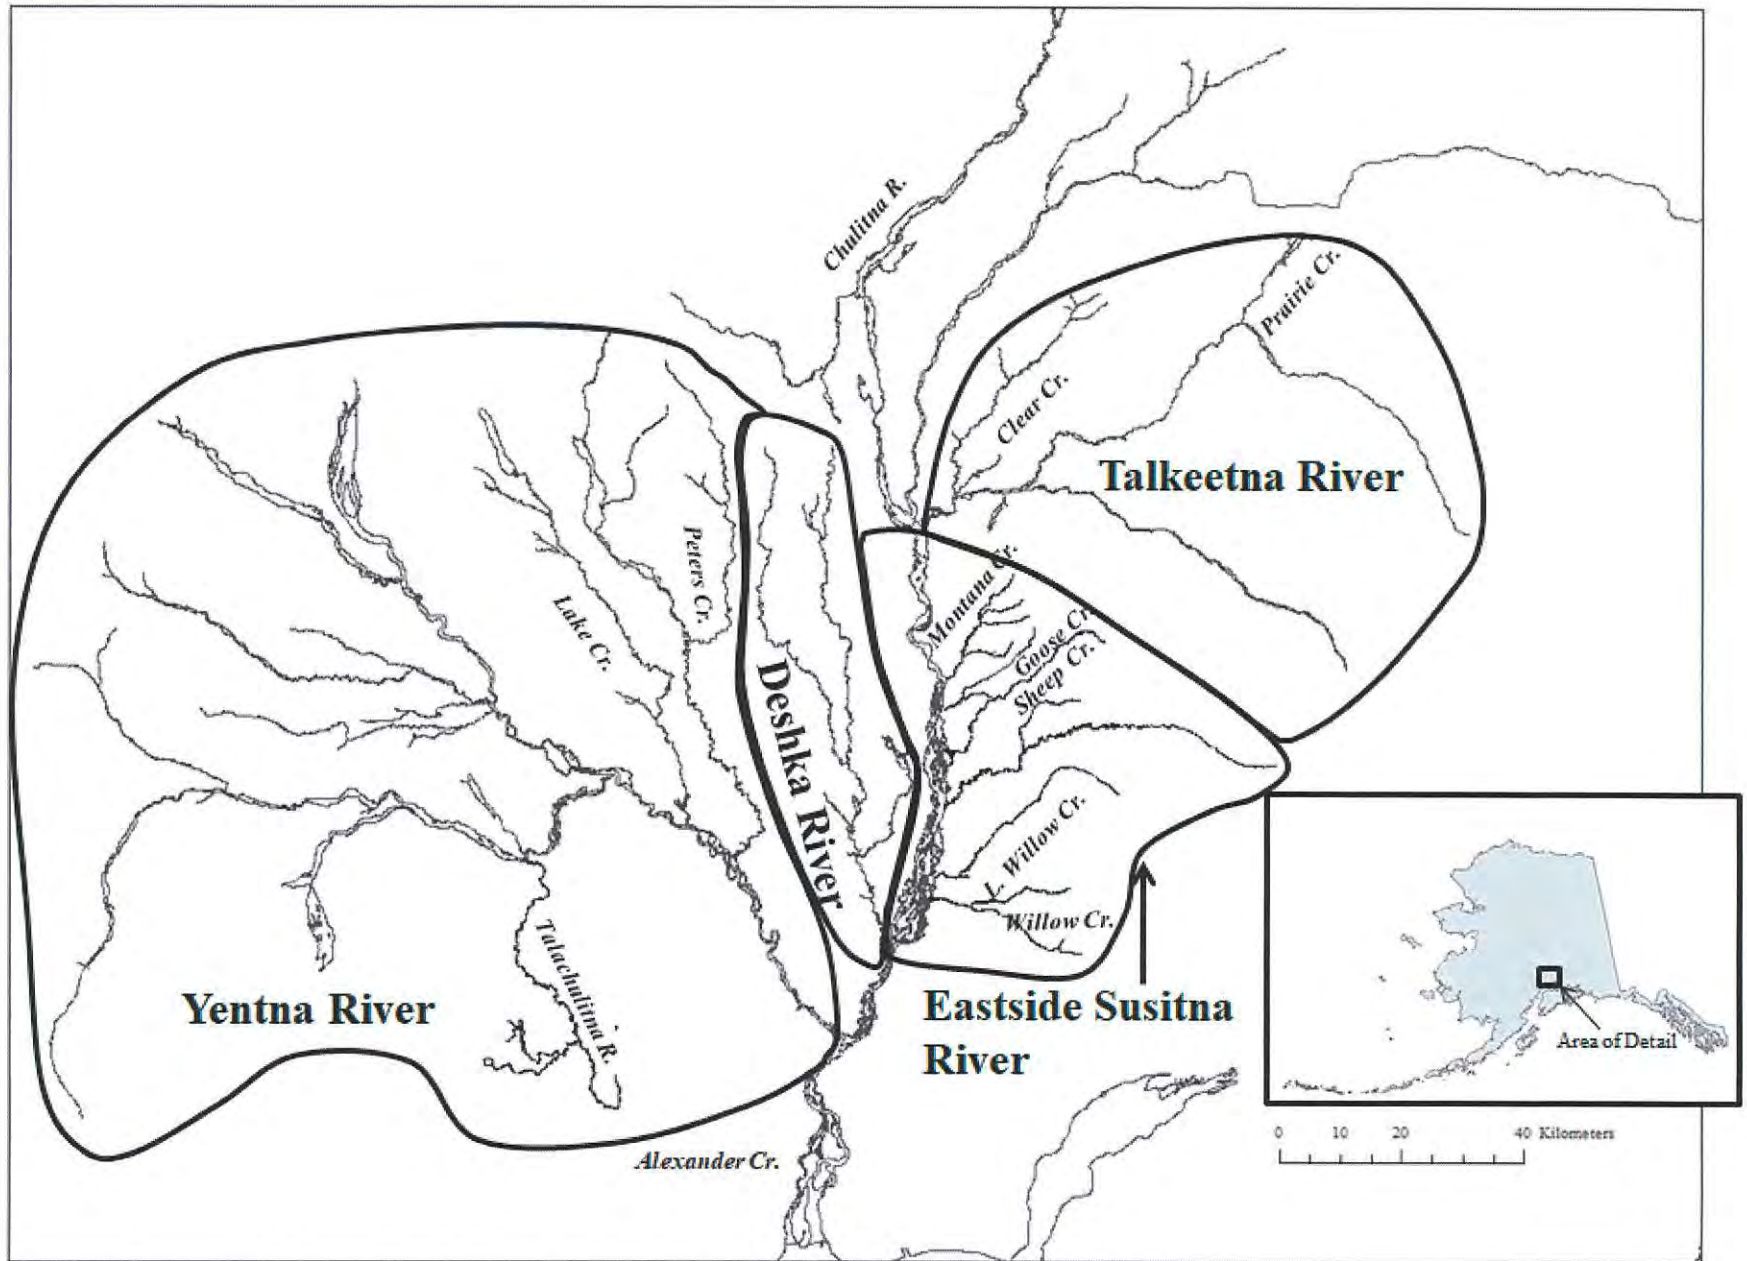 Chulitna R.
Prairie Cr.
Clear Cr.
Talkeetna River
Peters Cr.
Montana Cr.
Lake Cr.
Goose Cr.
Sheep Cr.
Deshka River
L. Willow Cr.
Willow Cr.
Talachulitna R.
Yentna River
Eastside Susitna
River
Area of Detail
Alexander Cr.
0 10 20 40 Kilometers